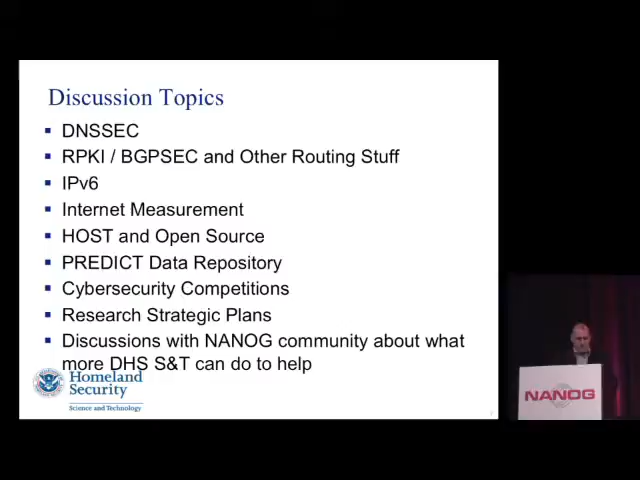 Discussion Topics
DNSSEC
RPKI / BGPSEC and Other Routing Stuff
IPv6
Internet Measurement
HOST and Open Source
PREDICT Data Repository
Cybersecurity Competitions
Research Strategic Plans
Discussions with NANOG community about what
more DHS S&T can do to help
Homeland
Security
Science and Technology
NANOG